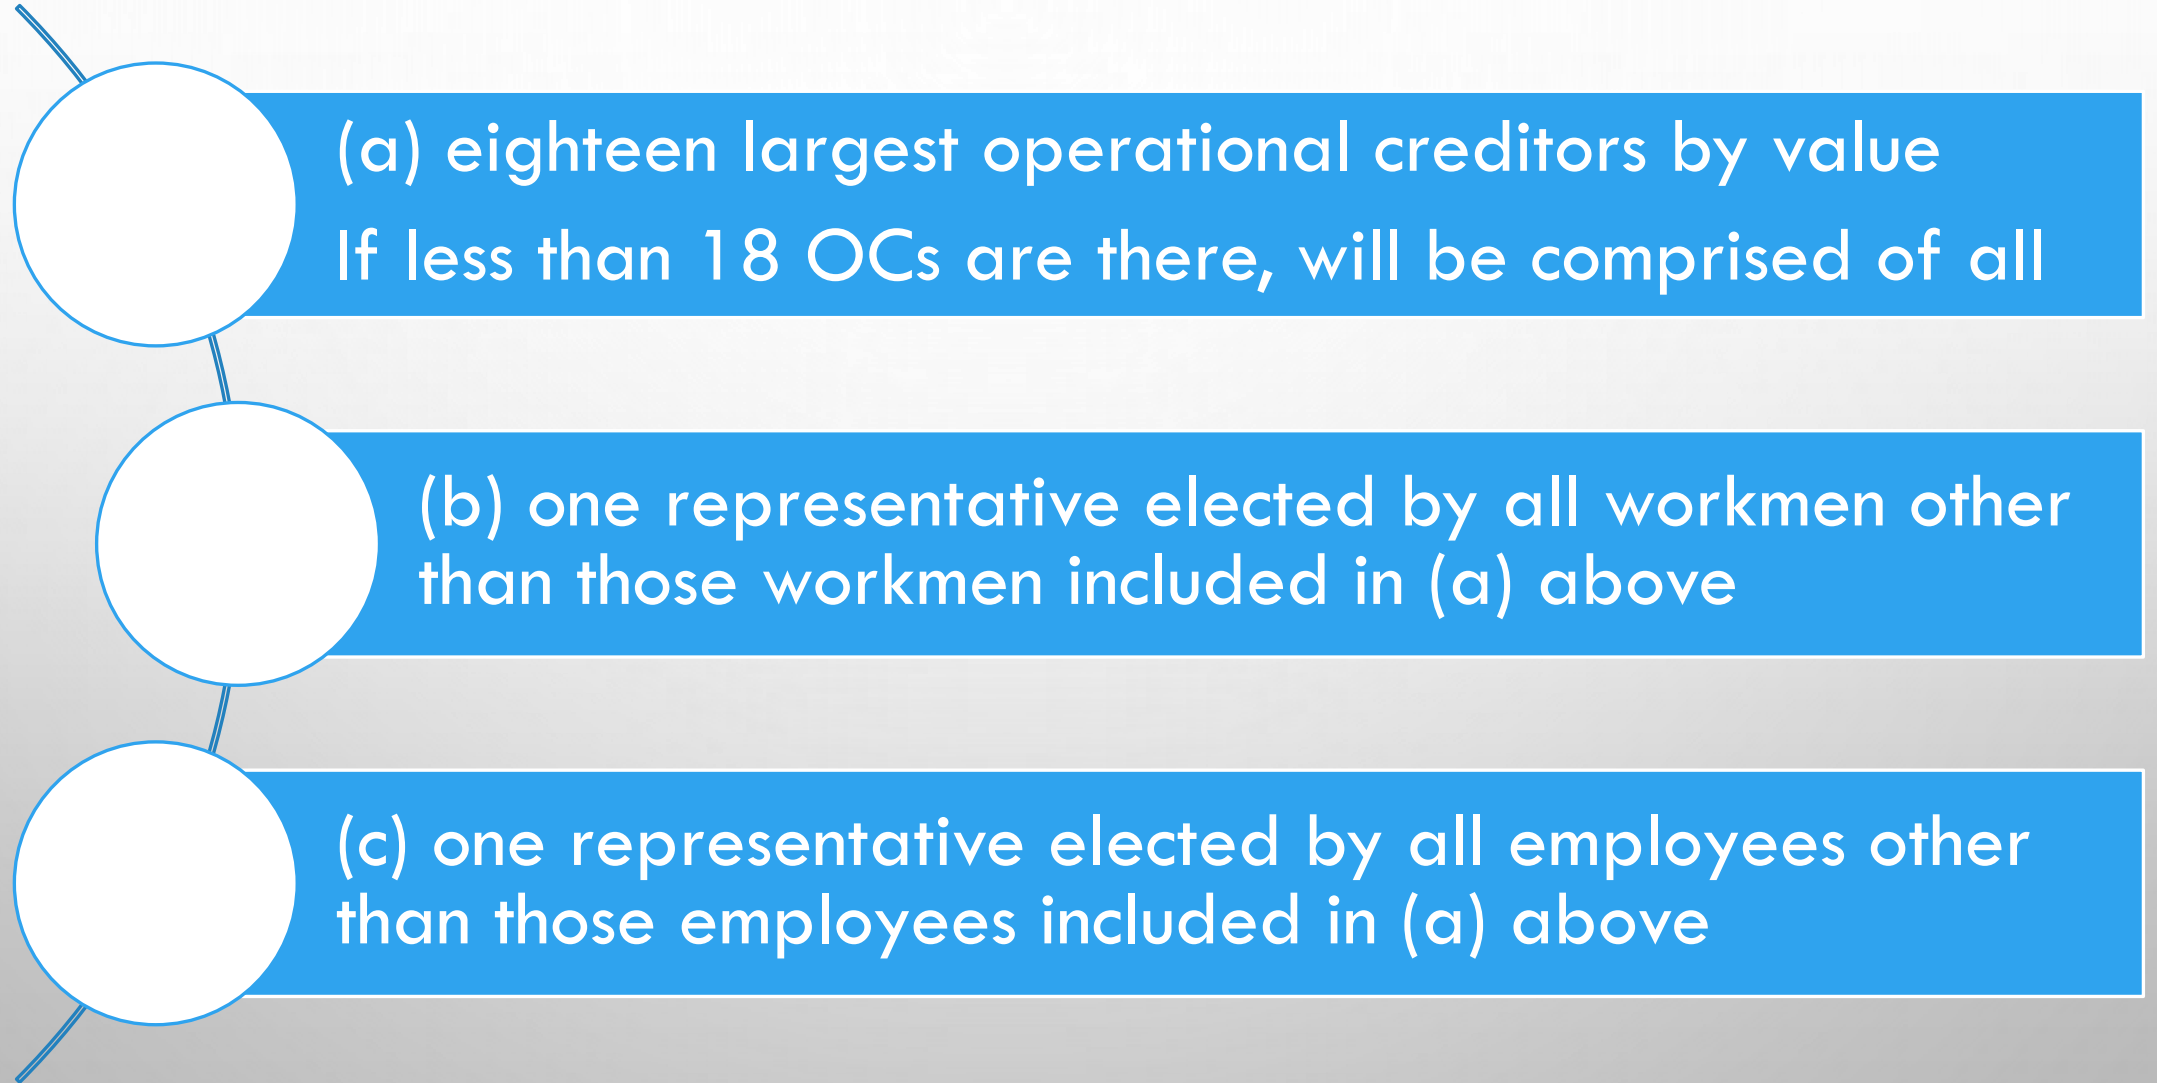 (a) eighteen largest operational creditors by value
If less than 18 OCs are there, will be comprised of all
(b) one representative elected by all workmen other
than those workmen included in (a) above
(c) one representative elected by all employees other
than those employees included in (a) above